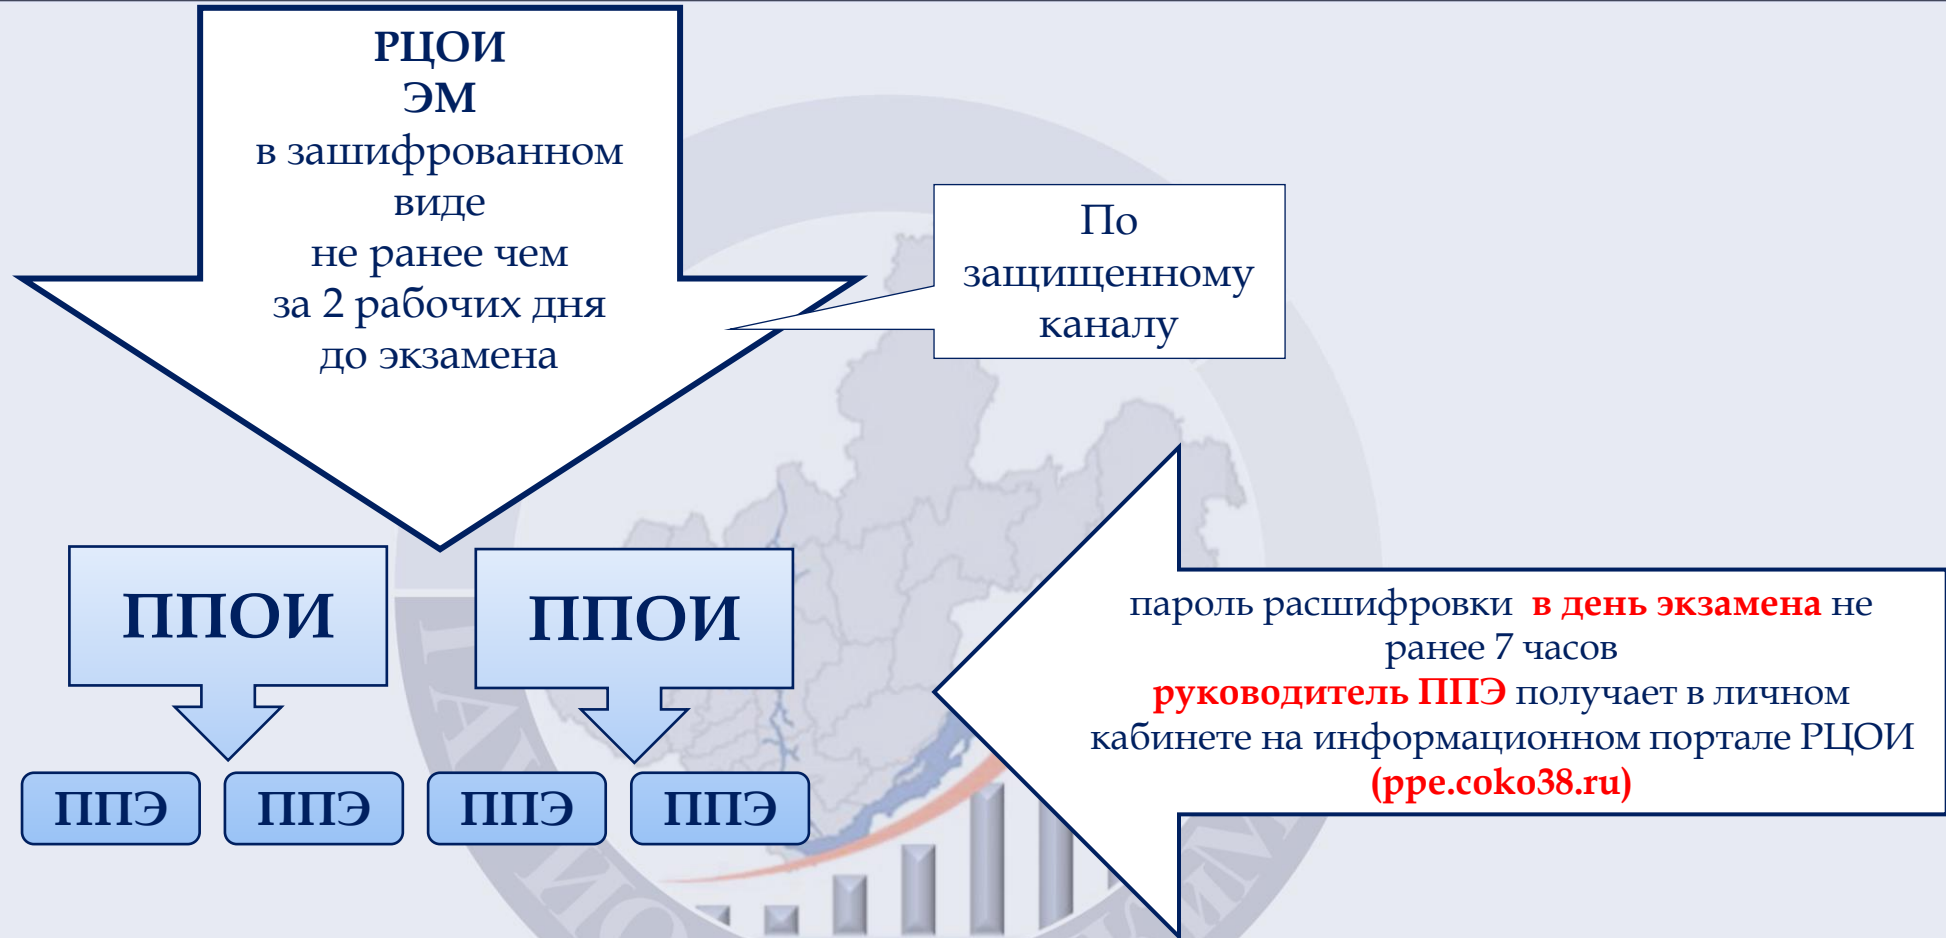 РЦОИ
ЭМ
в зашифрованном
виде
не ранее чем
за 2 рабочих дня
до экзамена
По
защищенному
каналу
ППОИ
ППОИ
ППЭ
ППЭ
ППЭ
ППЭ
пароль расшифровки в день экзамена не
ранее 7 часов
руководитель ППЭ получает в личном
кабинете на информационном портале РЦОИ
(ppe.coko38.ru)